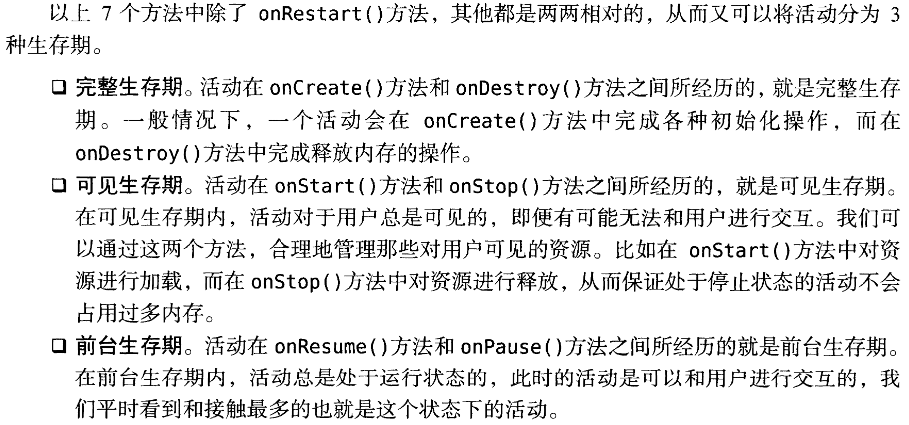 以上 7 个方法中除了 onRestart()方法，其他都是两两相对的，从而又可以将活动分为 3
种生存期。
❑ 完整生存期。活动在 onCreate()方法和 onDestroy()方法之间所经历的，就是完整生存
期。一般情况下，一个活动会在 onCreate()方法中完成各种初始化操作，而在
onDestroy()方法中完成释放内存的操作。
❑ 可见生存期。活动在 onStart()方法和 onStop()方法之间所经历的，就是可见生存期。
在可见生存期内，活动对于用户总是可见的，即便有可能无法和用户进行交互。我们可
以通过这两个方法，合理地管理那些对用户可见的资源。比如在 onStart()方法中对资
源进行加载，而在 onStop()方法中对资源进行释放，从而保证处于停止状态的活动不会
占用过多内存。
❑ 前台生存期。活动在 onResume()方法和 onPause()方法之间所经历的就是前台生存期。
在前台生存期内，活动总是处于运行状态的，此时的活动是可以和用户进行交互的，我
们平时看到和接触最多的也就是这个状态下的活动。